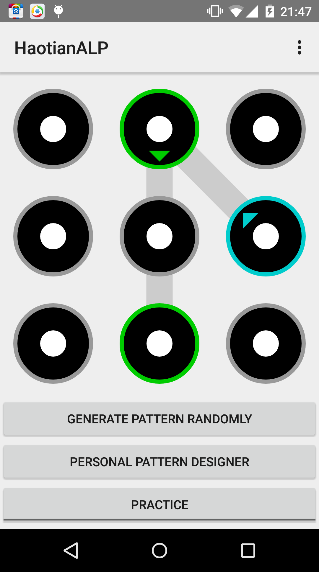 21:47
HaotianALP
GENERATE PATTERN RANDOMLY
PERSONAL PATTERN DESIGNER
PRACTICE